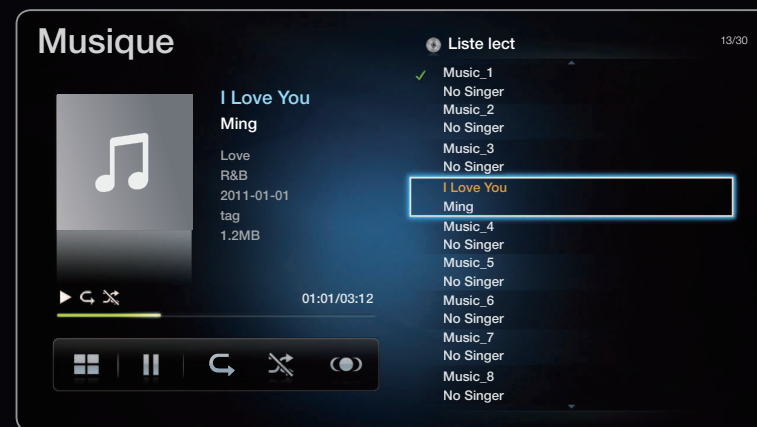 Musique
I Love You
Ming
Love
R&B
2011-01-01
tag
1.2MB
01:01/03:12
Liste lect
13/30
Music_1
No Singer
Music_2
No Singer
Music_3
No Singer
I Love You
Ming
Music_4
No Singer
Music_5
No Singer
Music_6
No Singer
Music_7
No Singer
Music_8
No Singer